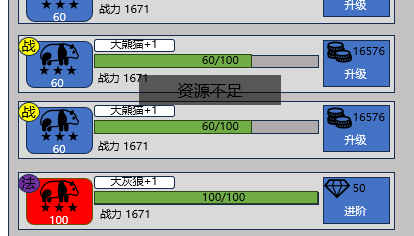 60
战力 1671
升级
战
大熊猫+1
60/100
16576
升级
60
战力 1671
资源不足
战
大熊猫+1
60/100
16576
升级
60
战力 1671
法
大灰狼+1
100/100
50
进阶
100
战力 1671